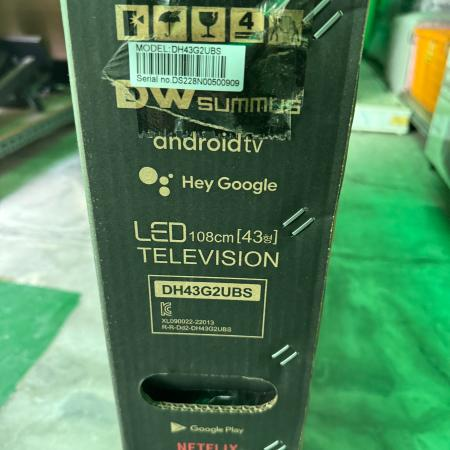 4
MODEL:DH43G2UBS
Serial no.DS228N00500909
DW SUMMUS
androidtv
Hey Google
LED 108cm [43형]
TELEVISION
DH43G2UBS
XL090022-22013
R-R-Dd2-DH43G2UBS
Google Play
NETFLIX